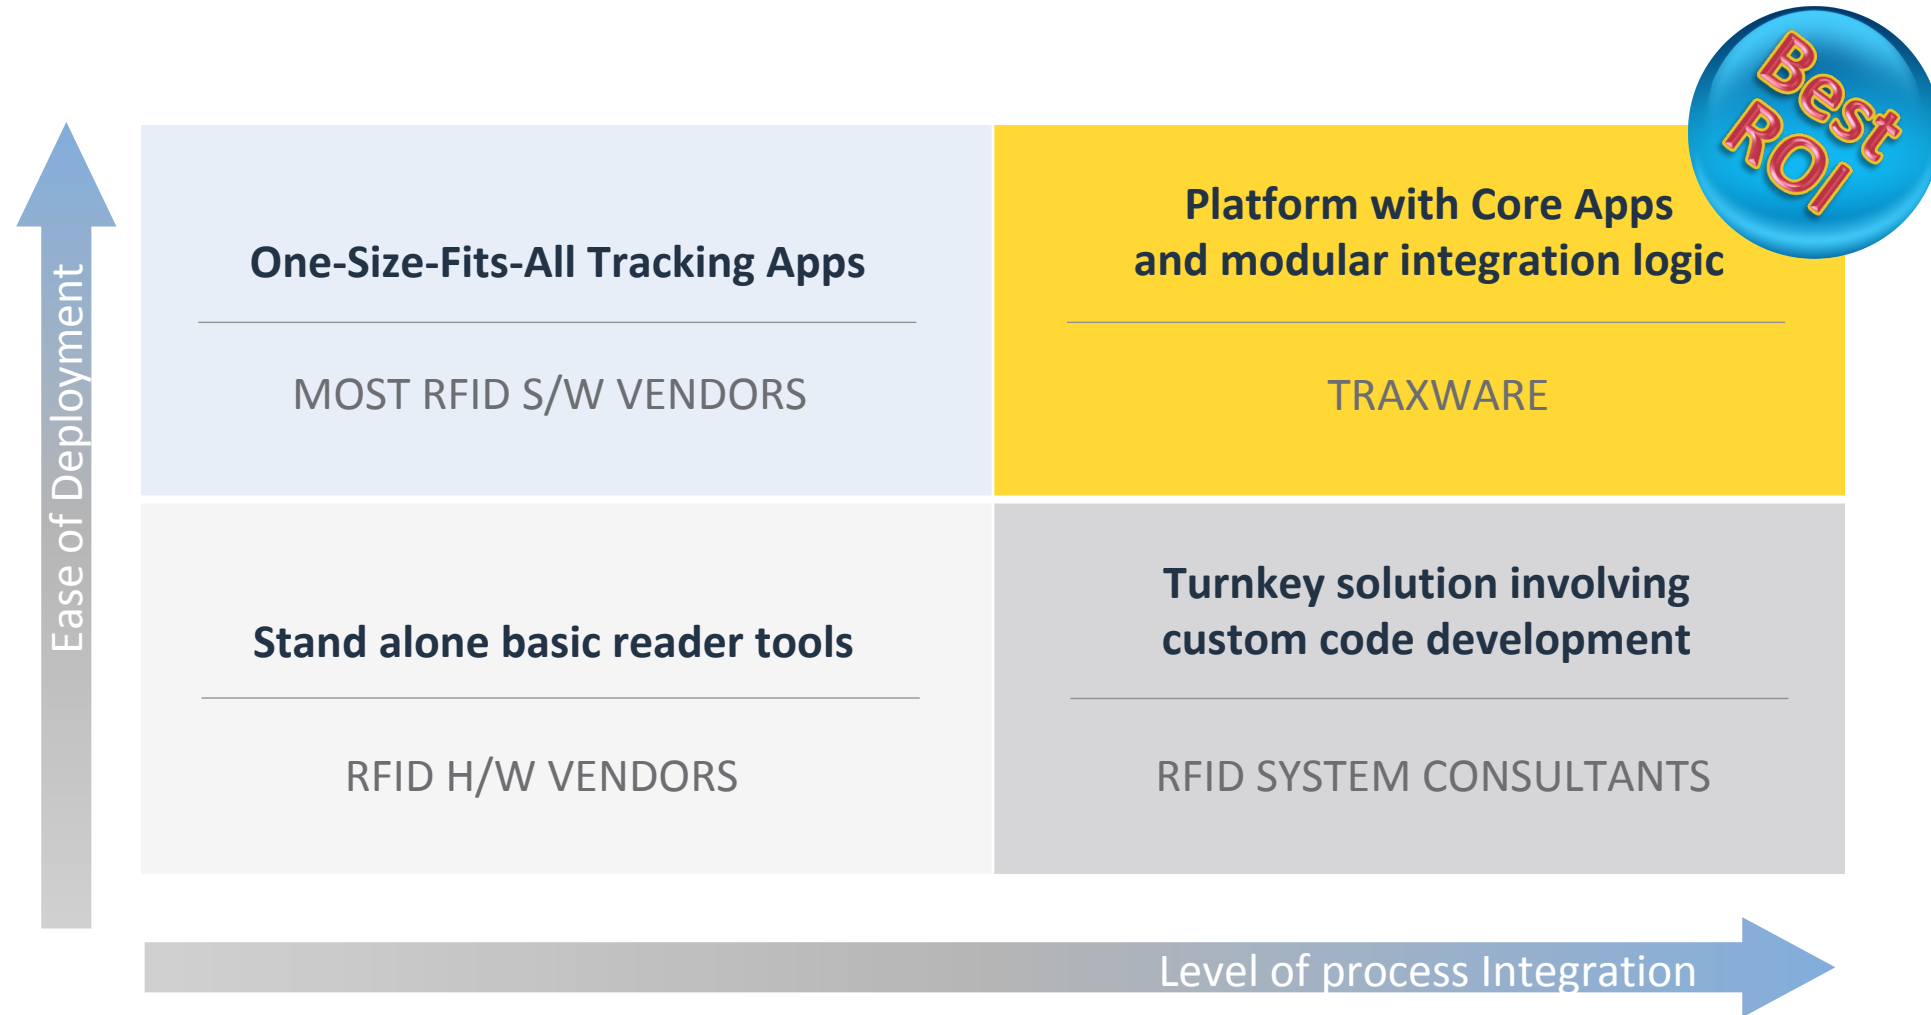 Best
ROI
One-Size-Fits-All Tracking Apps
MOST RFID S/W VENDORS
Platform with Core Apps
and modular integration logic
TRAXWARE
Ease of Deployment
Stand alone basic reader tools
RFID H/W VENDORS
Turnkey solution involving
custom code development
RFID SYSTEM CONSULTANTS
Level of process Integration